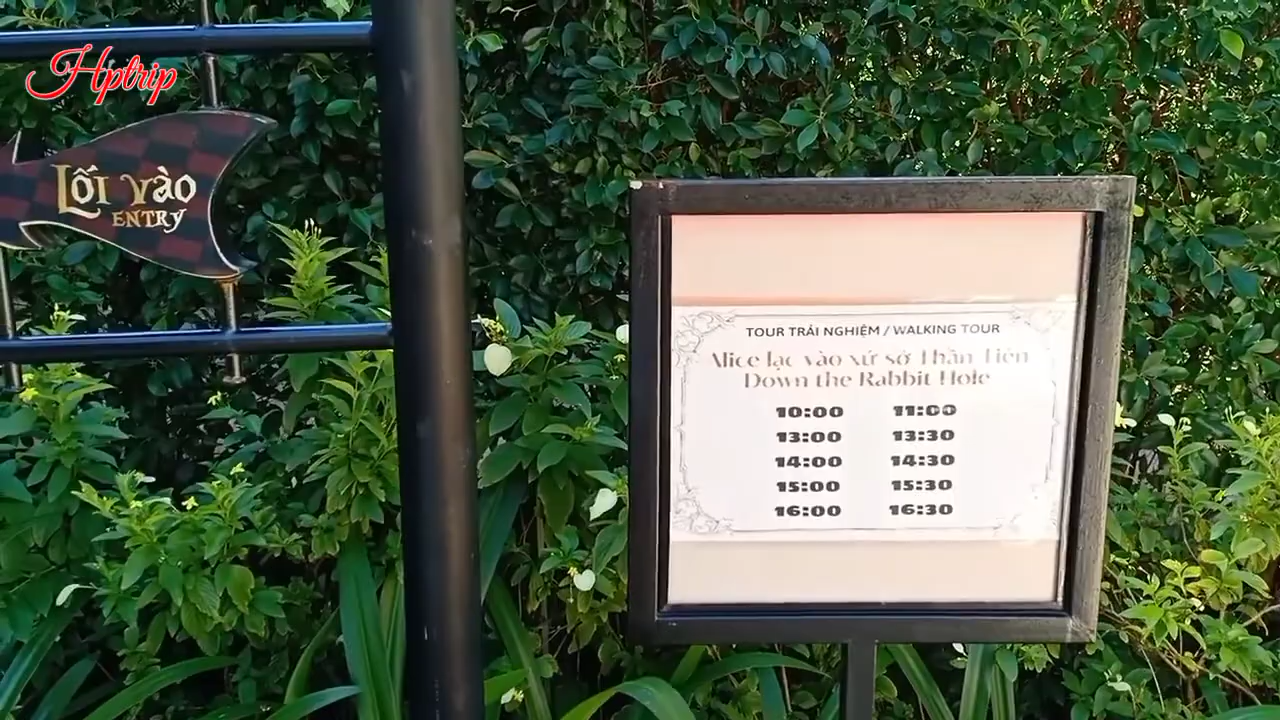 Hptrip
Lối vào
ENTRY
TOUR TRẢI NGHIỆM / WALKING TOUR
Alice lạc vào xứ sở Thần Tiên
Down the Rabbit Hole
10:00 11:00
13:00 13:30
14:00 14:30
15:00 15:30
16:00 16:30